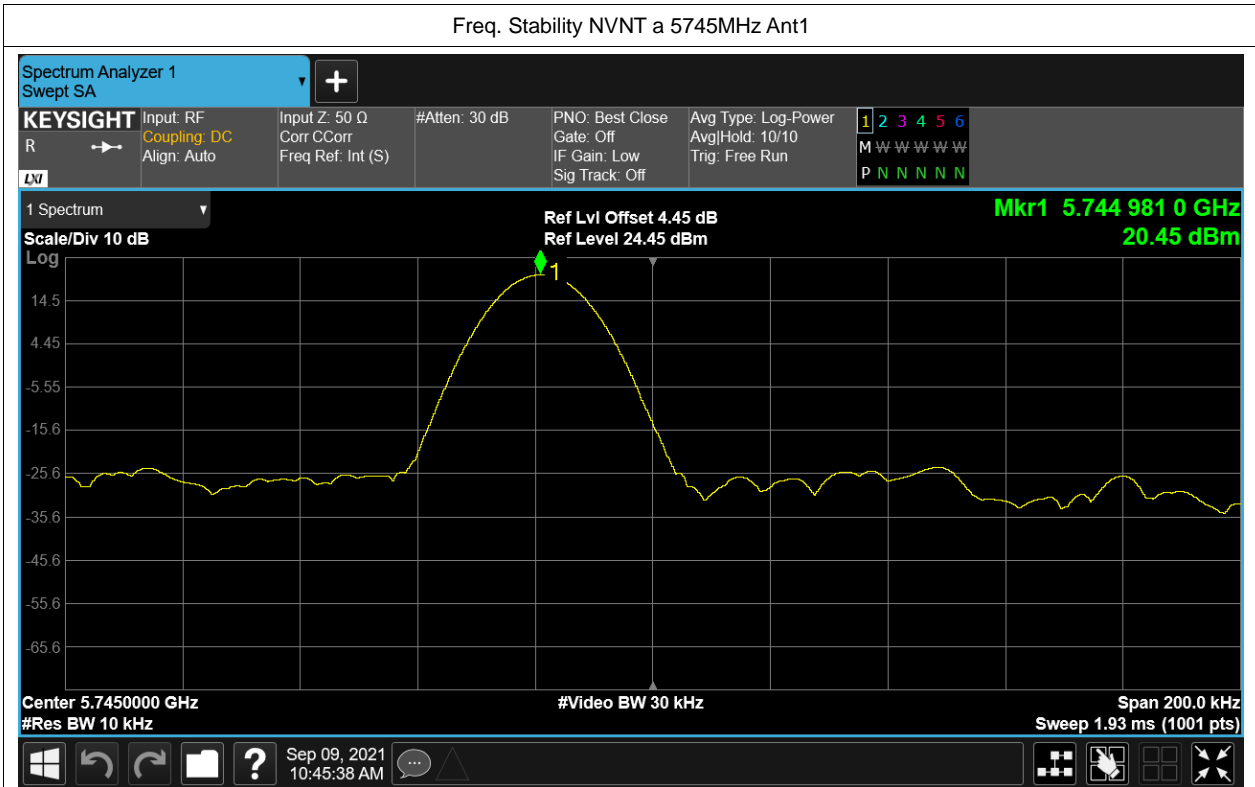 Freq. Stability NVNT a 5745MHz Ant1
Spectrum Analyzer 1
Swept SA
+
KEYSIGHT
R
LXI
Input: RF
Coupling: DC
Align: Auto
Input Z: 50 Ω
Corr CCorr
Freq Ref: Int (S)
#Atten: 30 dB
PNO: Best Close
Gate: Off
IF Gain: Low
Sig Track: Off
Avg Type: Log-Power
Avg|Hold: 10/10
Trig: Free Run
1 2 3 4 5 6
M W W W W W
P N N N N N
1 Spectrum
Scale/Div 10 dB
Log
Ref Lvl Offset 4.45 dB
Ref Level 24.45 dBm
Mkr1 5.744 981 0 GHz
20.45 dBm
1
14.5
4.45
-5.55
-15.6
-25.6
-35.6
-45.6
-55.6
-65.6
Center 5.7450000 GHz
#Res BW 10 kHz
#Video BW 30 kHz
Span 200.0 kHz
Sweep 1.93 ms (1001 pts)
?
Sep 09, 2021
10:45:38 AM